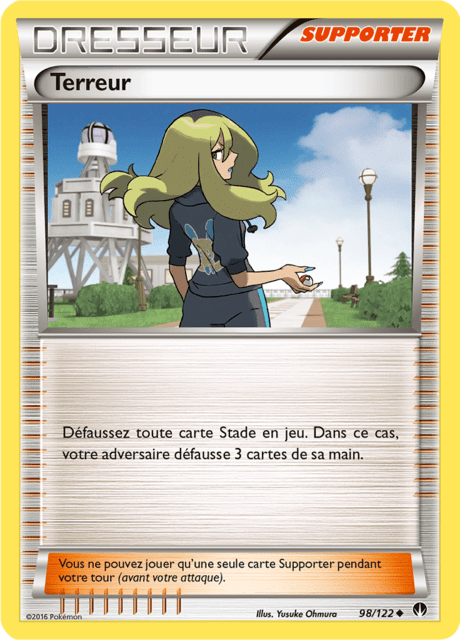 DRESSEUR
SUPPORTER
Terreur
Défaussez toute carte Stade en jeu. Dans ce cas,
votre adversaire défausse 3 cartes de sa main.
Vous ne pouvez jouer qu'une seule carte Supporter pendant
votre tour (avant votre attaque).
©2016 Pokémon
Illus. Yusuke Ohmura
98/122